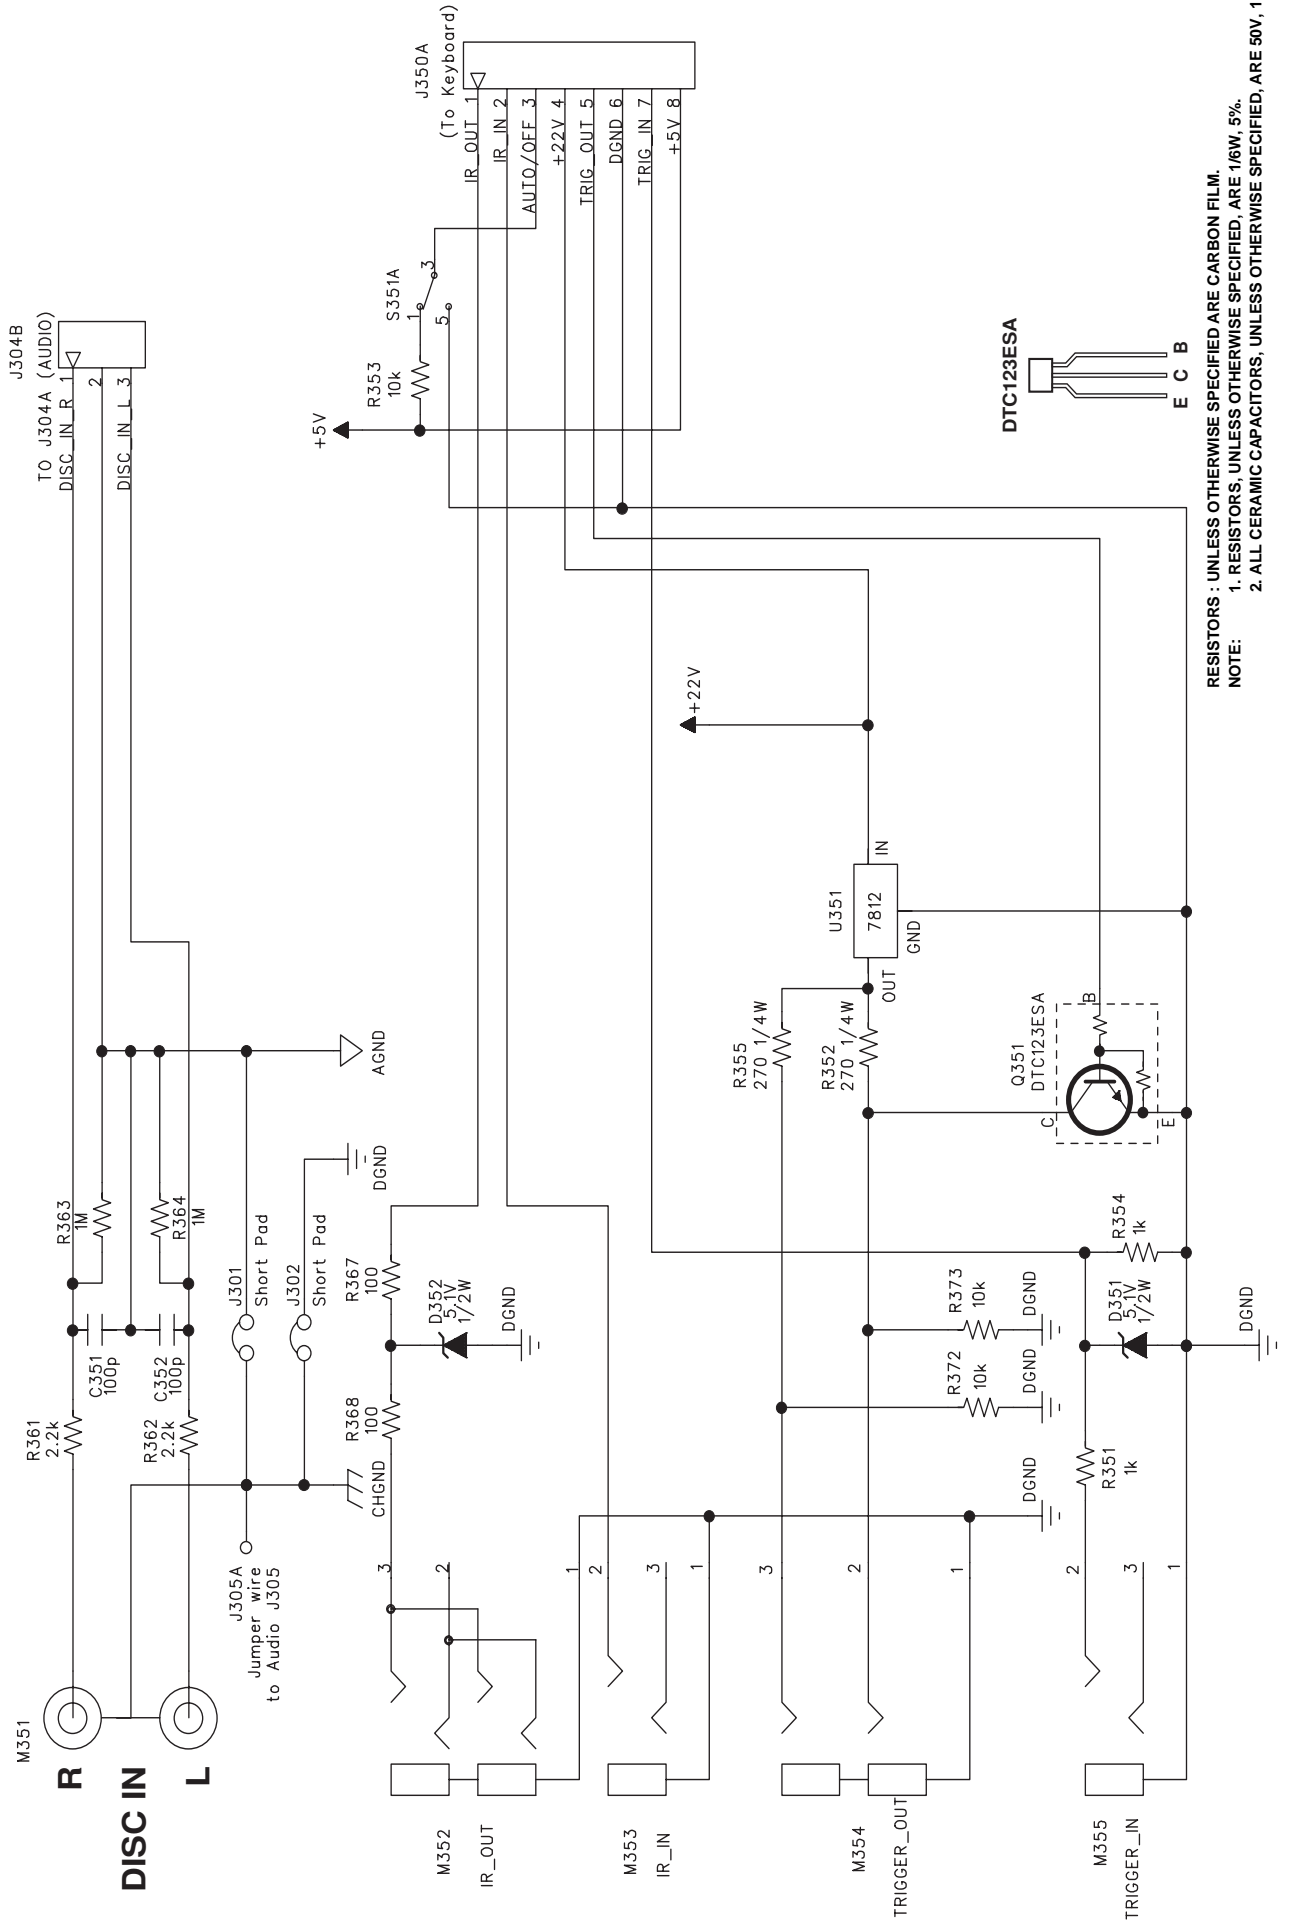 J304B
TO J304A (AUDIO)
DISC_IN_R 1
2
DISC_IN_L 3
J350A
(To Keyboard)
IR_OUT 1
IR_IN 2
AUTO/OFF 3
+22V 4
TRIG_OUT 5
DGND 6
TRIG_IN 7
+5V 8
S351A
1
3
5
R353
10k
+5V
+22V
DTC123ESA
E C B
RESISTORS : UNLESS OTHERWISE SPECIFIED ARE CARBON FILM.
NOTE: 1. RESISTORS, UNLESS OTHERWISE SPECIFIED, ARE 1/6W, 5%.
2. ALL CERAMIC CAPACITORS, UNLESS OTHERWISE SPECIFIED, ARE 50V, 1
AGND
DGND
R363
1M
R364
1M
C351
100p
C352
100p
R361
2.2k
R362
2.2k
J301
Short Pad
J302
Short Pad
CHGND
J305A
Jumper wire
to Audio J305
M351
R
DISC IN
L
R367
100
D352
5.1V
1/2W
DGND
R368
100
3
2
1
M352
IR_OUT
2
3
1
M353
IR_IN
U351
7812
IN
GND
OUT
R355
270 1/4W
R352
270 1/4W
Q351
DTC123ESA
B
C
E
R373
10k
DGND
R372
10k
DGND
DGND
3
2
1
M354
TRIGGER_OUT
R354
1k
D351
5.1V
1/2W
DGND
R351
1k
2
3
1
M355
TRIGGER_IN